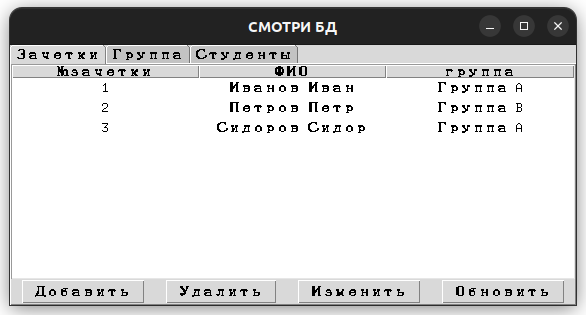 СМОТРИ БД
Зачетки Группа Студенты
№зачетки ФИО группа
1 Иванов Иван Группа А
2 Петров Петр Группа В
3 Сидоров Сидор Группа А
Добавить Удалить Изменить Обновить